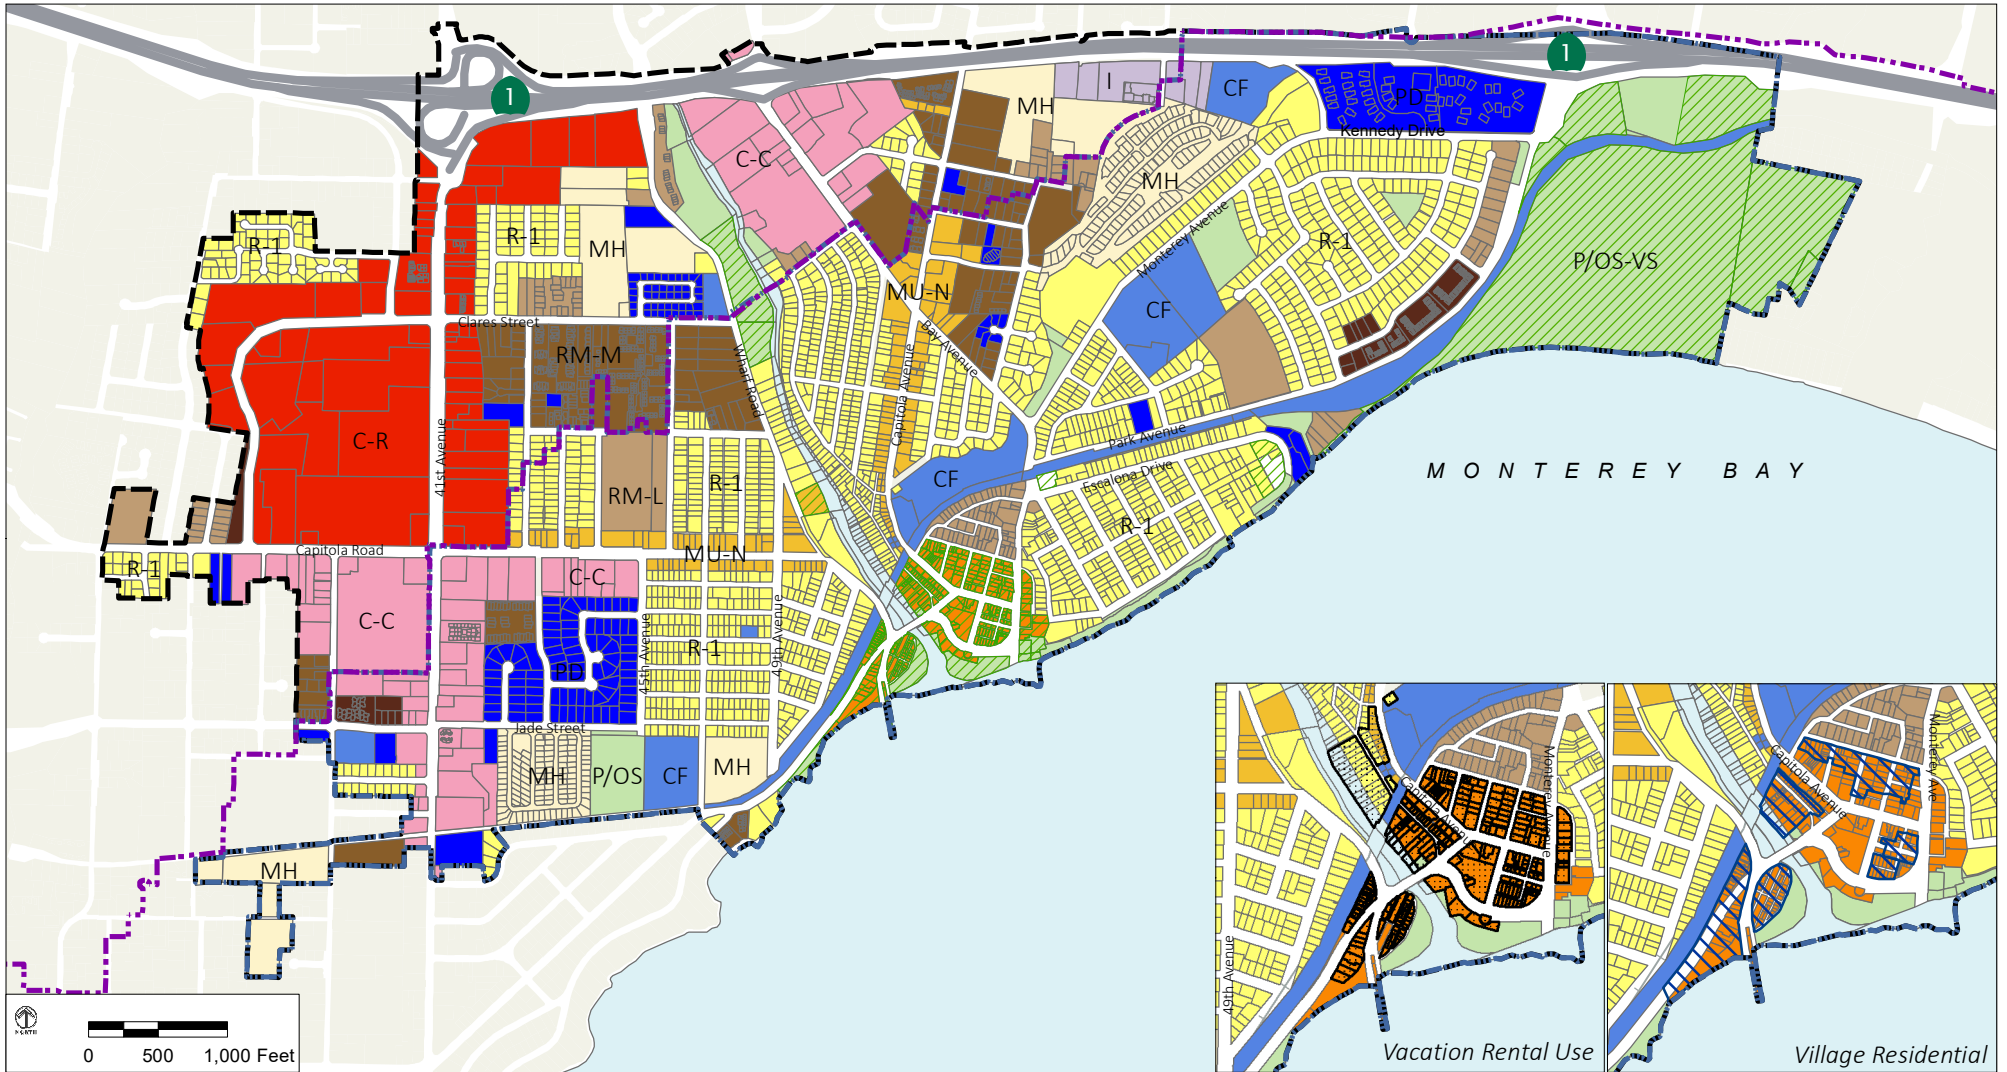 1
1
I
CF
PD
MH
Kennedy Drive
C-C
MH
Monterey Avenue
R-1
R-1
R-1
MH
P/OS-VS
MU-N
CF
Clares Street
Bay Avenue
RM-M
Wharf Road
Capitola Avenue
C-R
41st Avenue
Park Avenue
Escalona Drive
CF
R-1
RM-L
R-1
MONTEREY BAY
Capitola Road
MU-N
R-1
C-C
C-C
45th Avenue
R-1
49th Avenue
PD
Jade Street
MH
P/OS
CF
MH
MH
NORTH
0 500 1,000 Feet
Capitola Avenue
Monterey Avenue
49th Avenue
Vacation Rental Use
Capitola Avenue
Monterey Ave
Village Residential